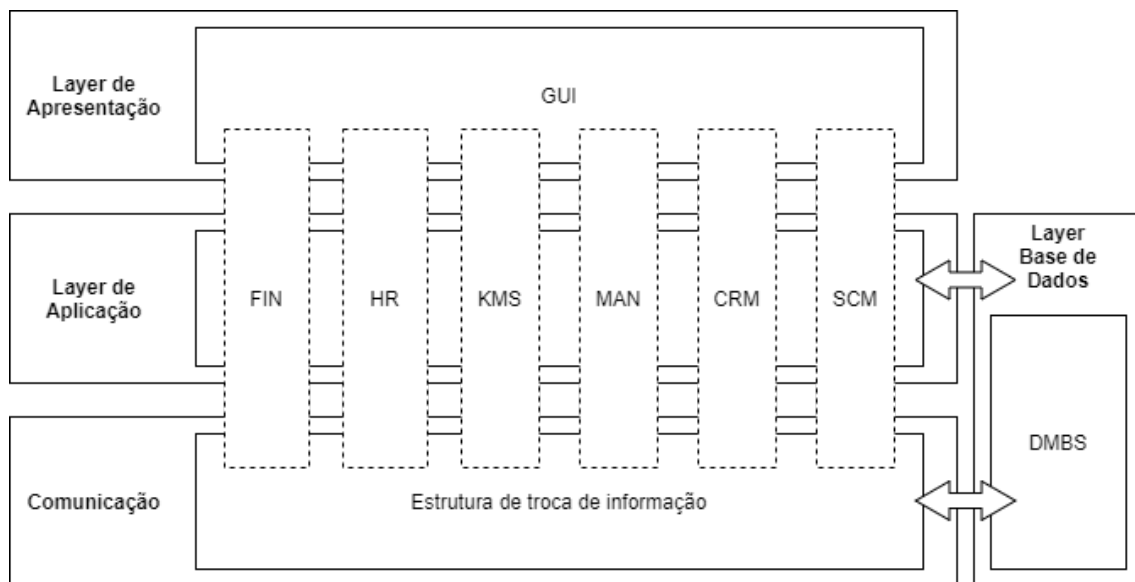 Layer de
Apresentação
GUI
Layer de
Aplicação
FIN
HR
KMS
MAN
CRM
SCM
Layer
Base de
Dados
DMBS
Comunicação
Estrutura de troca de informação